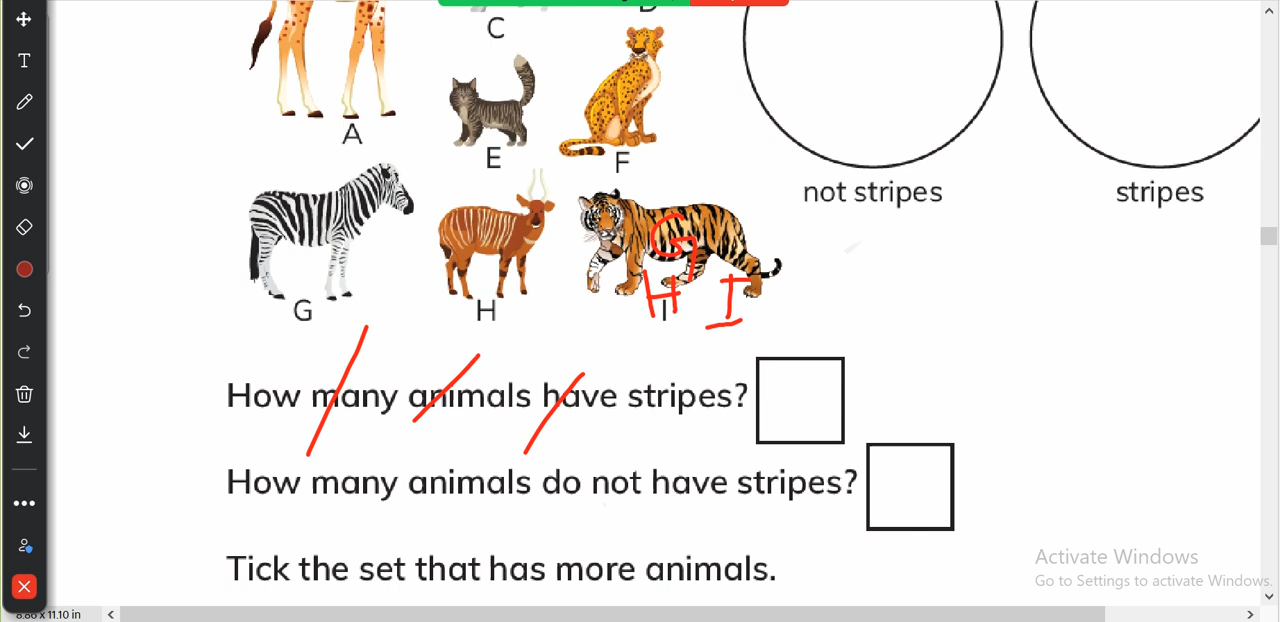 C
A
E
F
not stripes
stripes
G
H I
G
H
I
How many animals have stripes?
How many animals do not have stripes?
Tick the set that has more animals.
Activate Windows
Go to Settings to activate Windows.
8.86 x 11.10 in
T